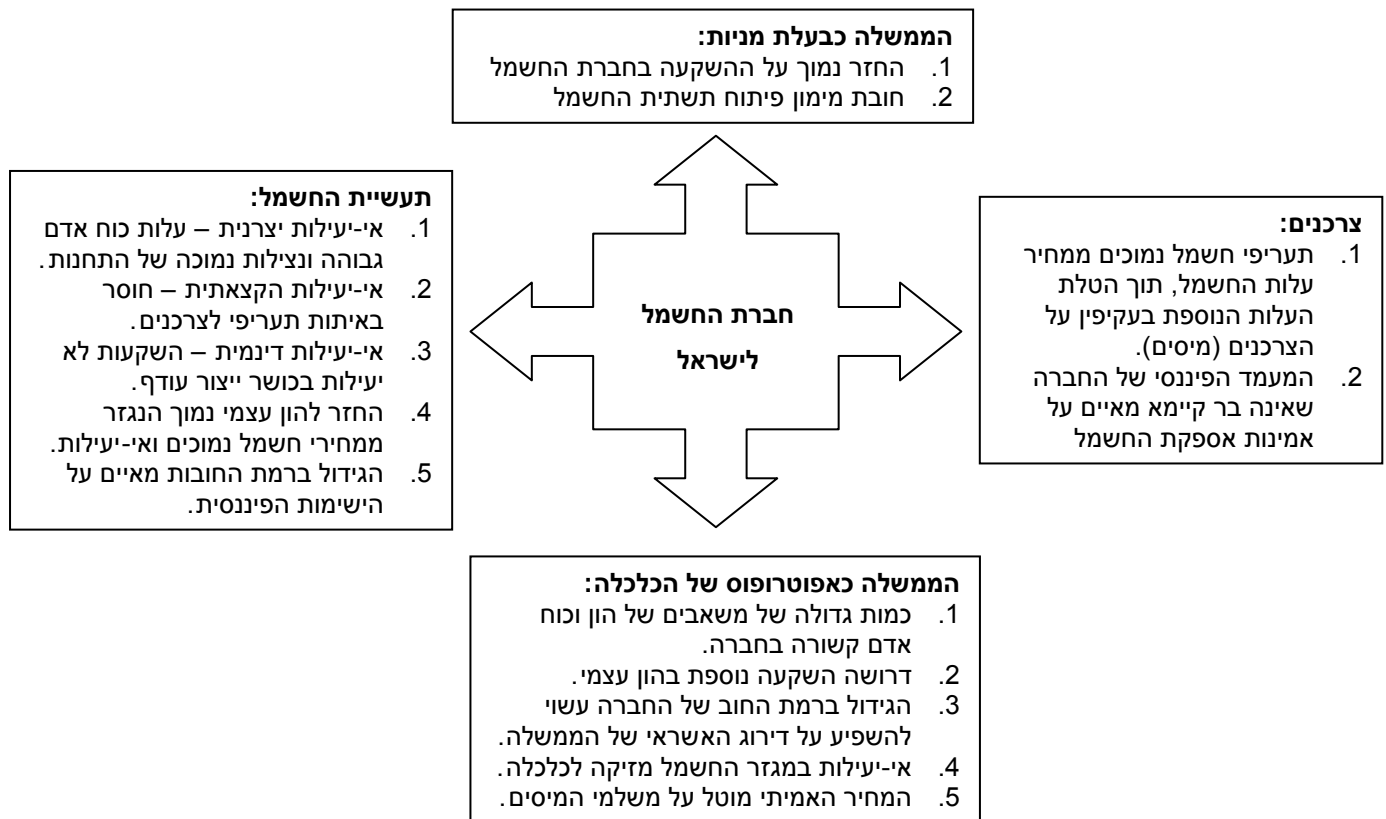 הממשלה כבעלת מניות:
1. החזר נמוך על ההשקעה בחברת החשמל
2. חובת מימון פיתוח תשתית החשמל
צרכנים:
1. תעריפי חשמל נמוכים ממחיר
עלות החשמל, תוך הטלת
העלות הנוספת בעקיפין על
הצרכנים (מיסים).
2. המעמד הפיננסי של החברה
שאינה בר קיימא מאיים על
אמינות אספקת החשמל
חברת החשמל
לישראל
תעשיית החשמל:
1. אי-יעילות יצרנית – עלות כוח אדם
גבוהה ונצילות נמוכה של התחנות.
2. אי-יעילות הקצאתית – חוסר
באיתות תעריפי לצרכנים.
3. אי-יעילות דינמית – השקעות לא
יעילות בכושר ייצור עודף.
4. החזר להון עצמי נמוך הנגזר
ממחירי חשמל נמוכים ואי-יעילות.
5. הגידול ברמת החובות מאיים על
הישימות הפיננסית.
הממשלה כאפוטרופוס של הכלכלה:
1. כמות גדולה של משאבים של הון וכוח
אדם קשורה בחברה.
2. דרושה השקעה נוספת בהון עצמי.
3. הגידול ברמת החוב של החברה עשוי
להשפיע על דירוג האשראי של הממשלה.
4. אי-יעילות במגזר החשמל מזיקה לכלכלה.
5. המחיר האמיתי מוטל על משלמי המיסים.